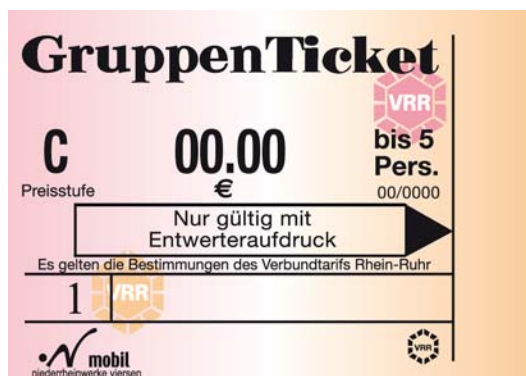 GruppenTicket
VRR
C
00.00
bis 5
Pers.
Preisstufe
€
00/0000
Nur gültig mit
Entwerteraufdruck
Es gelten die Bestimmungen des Verbundtarifs Rhein-Ruhr
1
VRR
N mobil
niederrheinwerke viersen
VRR